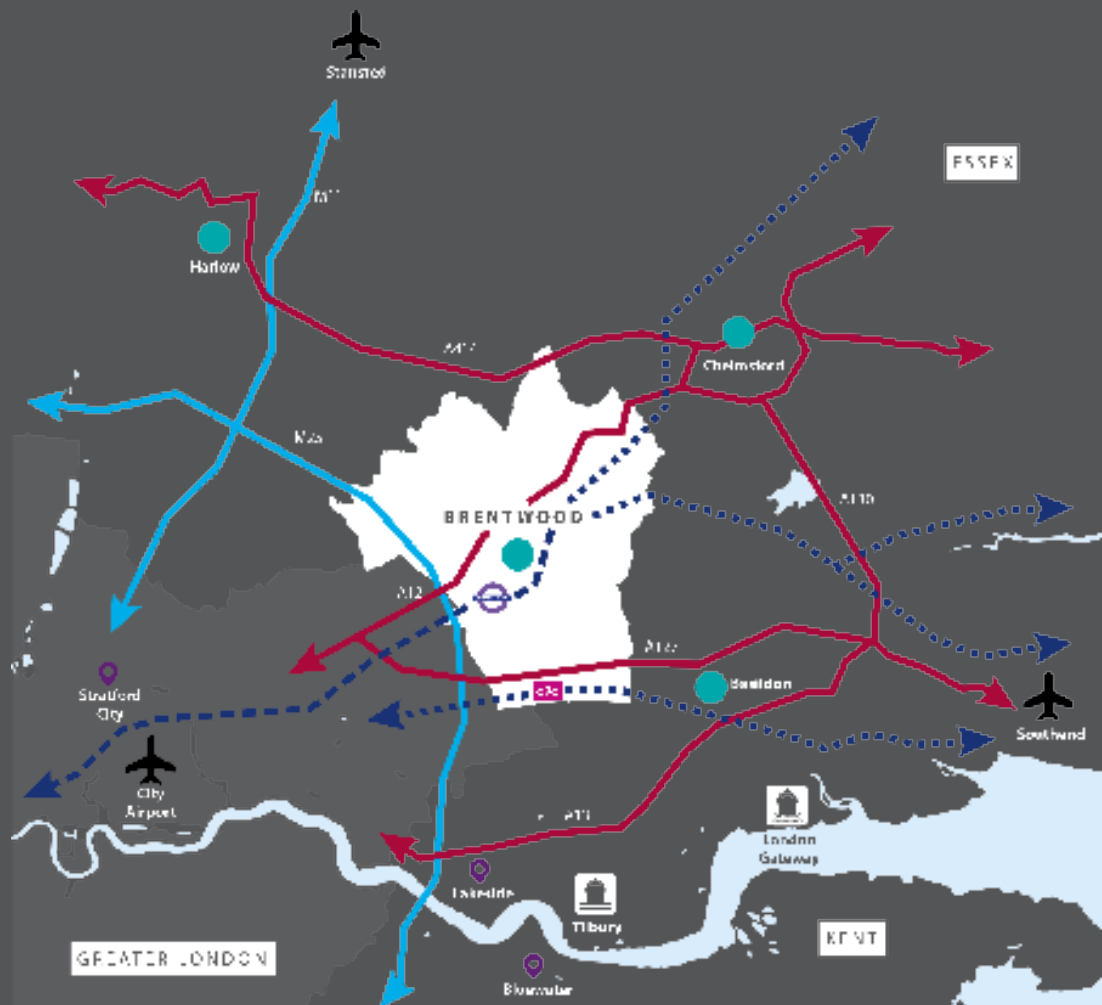 Stansted
ESSEX
M11
Harlow
A414
Chelmsford
M25
A130
BRENTWOOD
A12
A127
Stratford
City
c2c
Basildon
Southend
City
Airport
A13
London
Gateway
Lakeside
Tilbury
KENT
GREATER LONDON
Bluewater